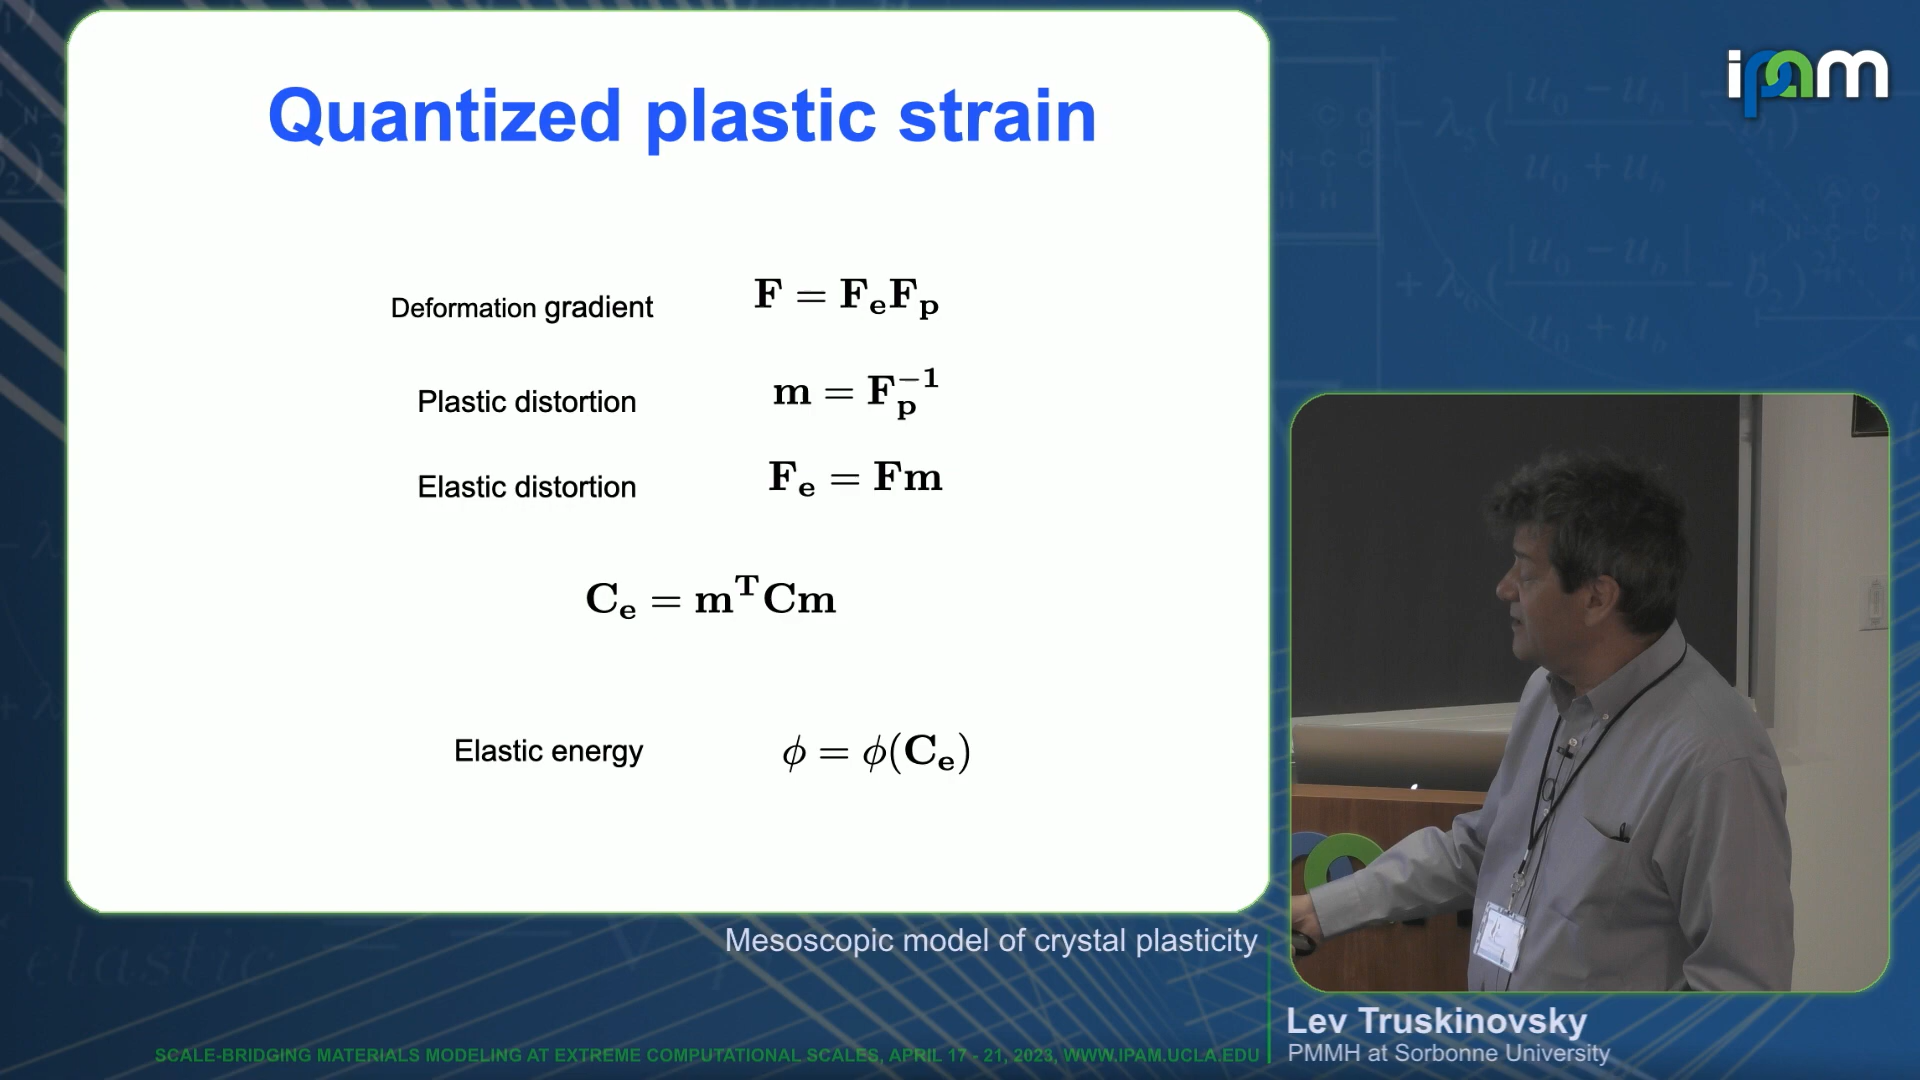 Quantized plastic strain
Deformation gradient F = F_e F_p
Plastic distortion m = F_p^{-1}
Elastic distortion F_e = Fm
C_e = m^T Cm
Elastic energy ϕ = ϕ(C_e)
ipam
Mesoscopic model of crystal plasticity
Lev Truskinovsky
PMMH at Sorbonne University
SCALE-BRIDGING MATERIALS MODELING AT EXTREME COMPUTATIONAL SCALES, APRIL 17 - 21, 2023, WWW.IPAM.UCLA.EDU